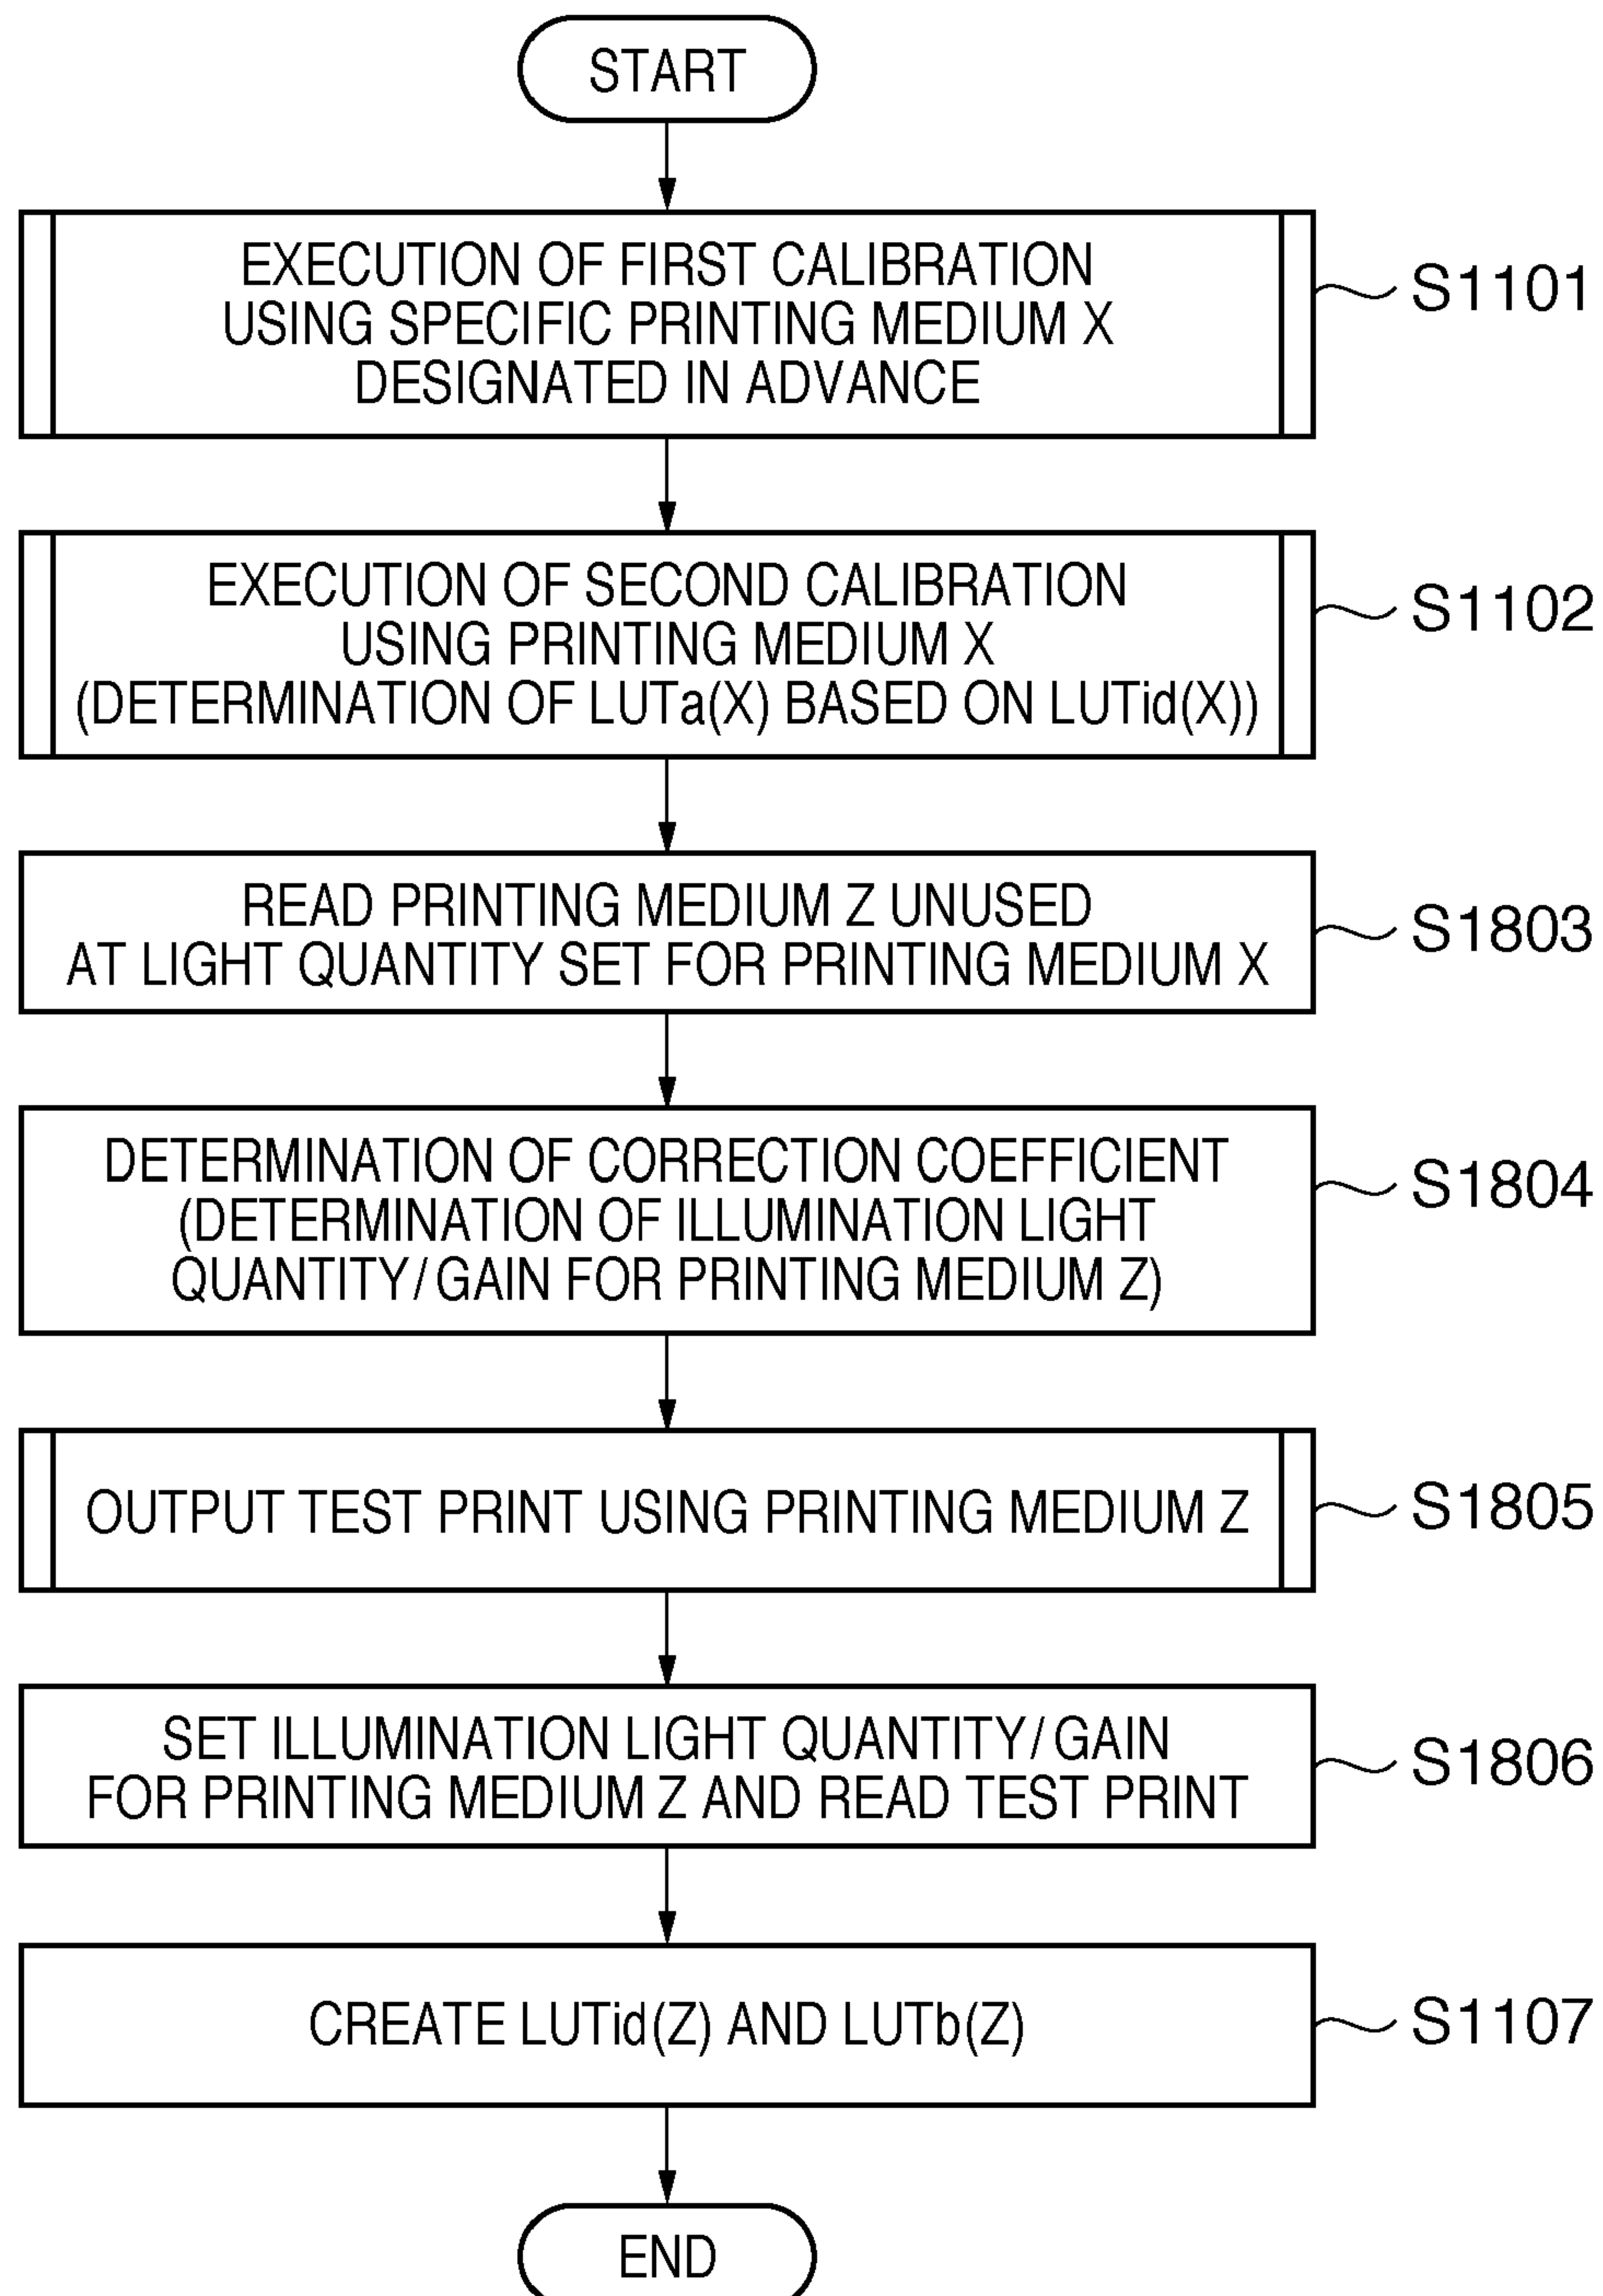 START
EXECUTION OF FIRST CALIBRATION
USING SPECIFIC PRINTING MEDIUM X
DESIGNATED IN ADVANCE
S1101
EXECUTION OF SECOND CALIBRATION
USING PRINTING MEDIUM X
(DETERMINATION OF LUTa(X) BASED ON LUTid(X))
S1102
READ PRINTING MEDIUM Z UNUSED
AT LIGHT QUANTITY SET FOR PRINTING MEDIUM X
S1803
DETERMINATION OF CORRECTION COEFFICIENT
(DETERMINATION OF ILLUMINATION LIGHT
QUANTITY/GAIN FOR PRINTING MEDIUM Z)
S1804
OUTPUT TEST PRINT USING PRINTING MEDIUM Z
S1805
SET ILLUMINATION LIGHT QUANTITY/GAIN
FOR PRINTING MEDIUM Z AND READ TEST PRINT
S1806
CREATE LUTid(Z) AND LUTb(Z)
S1107
END